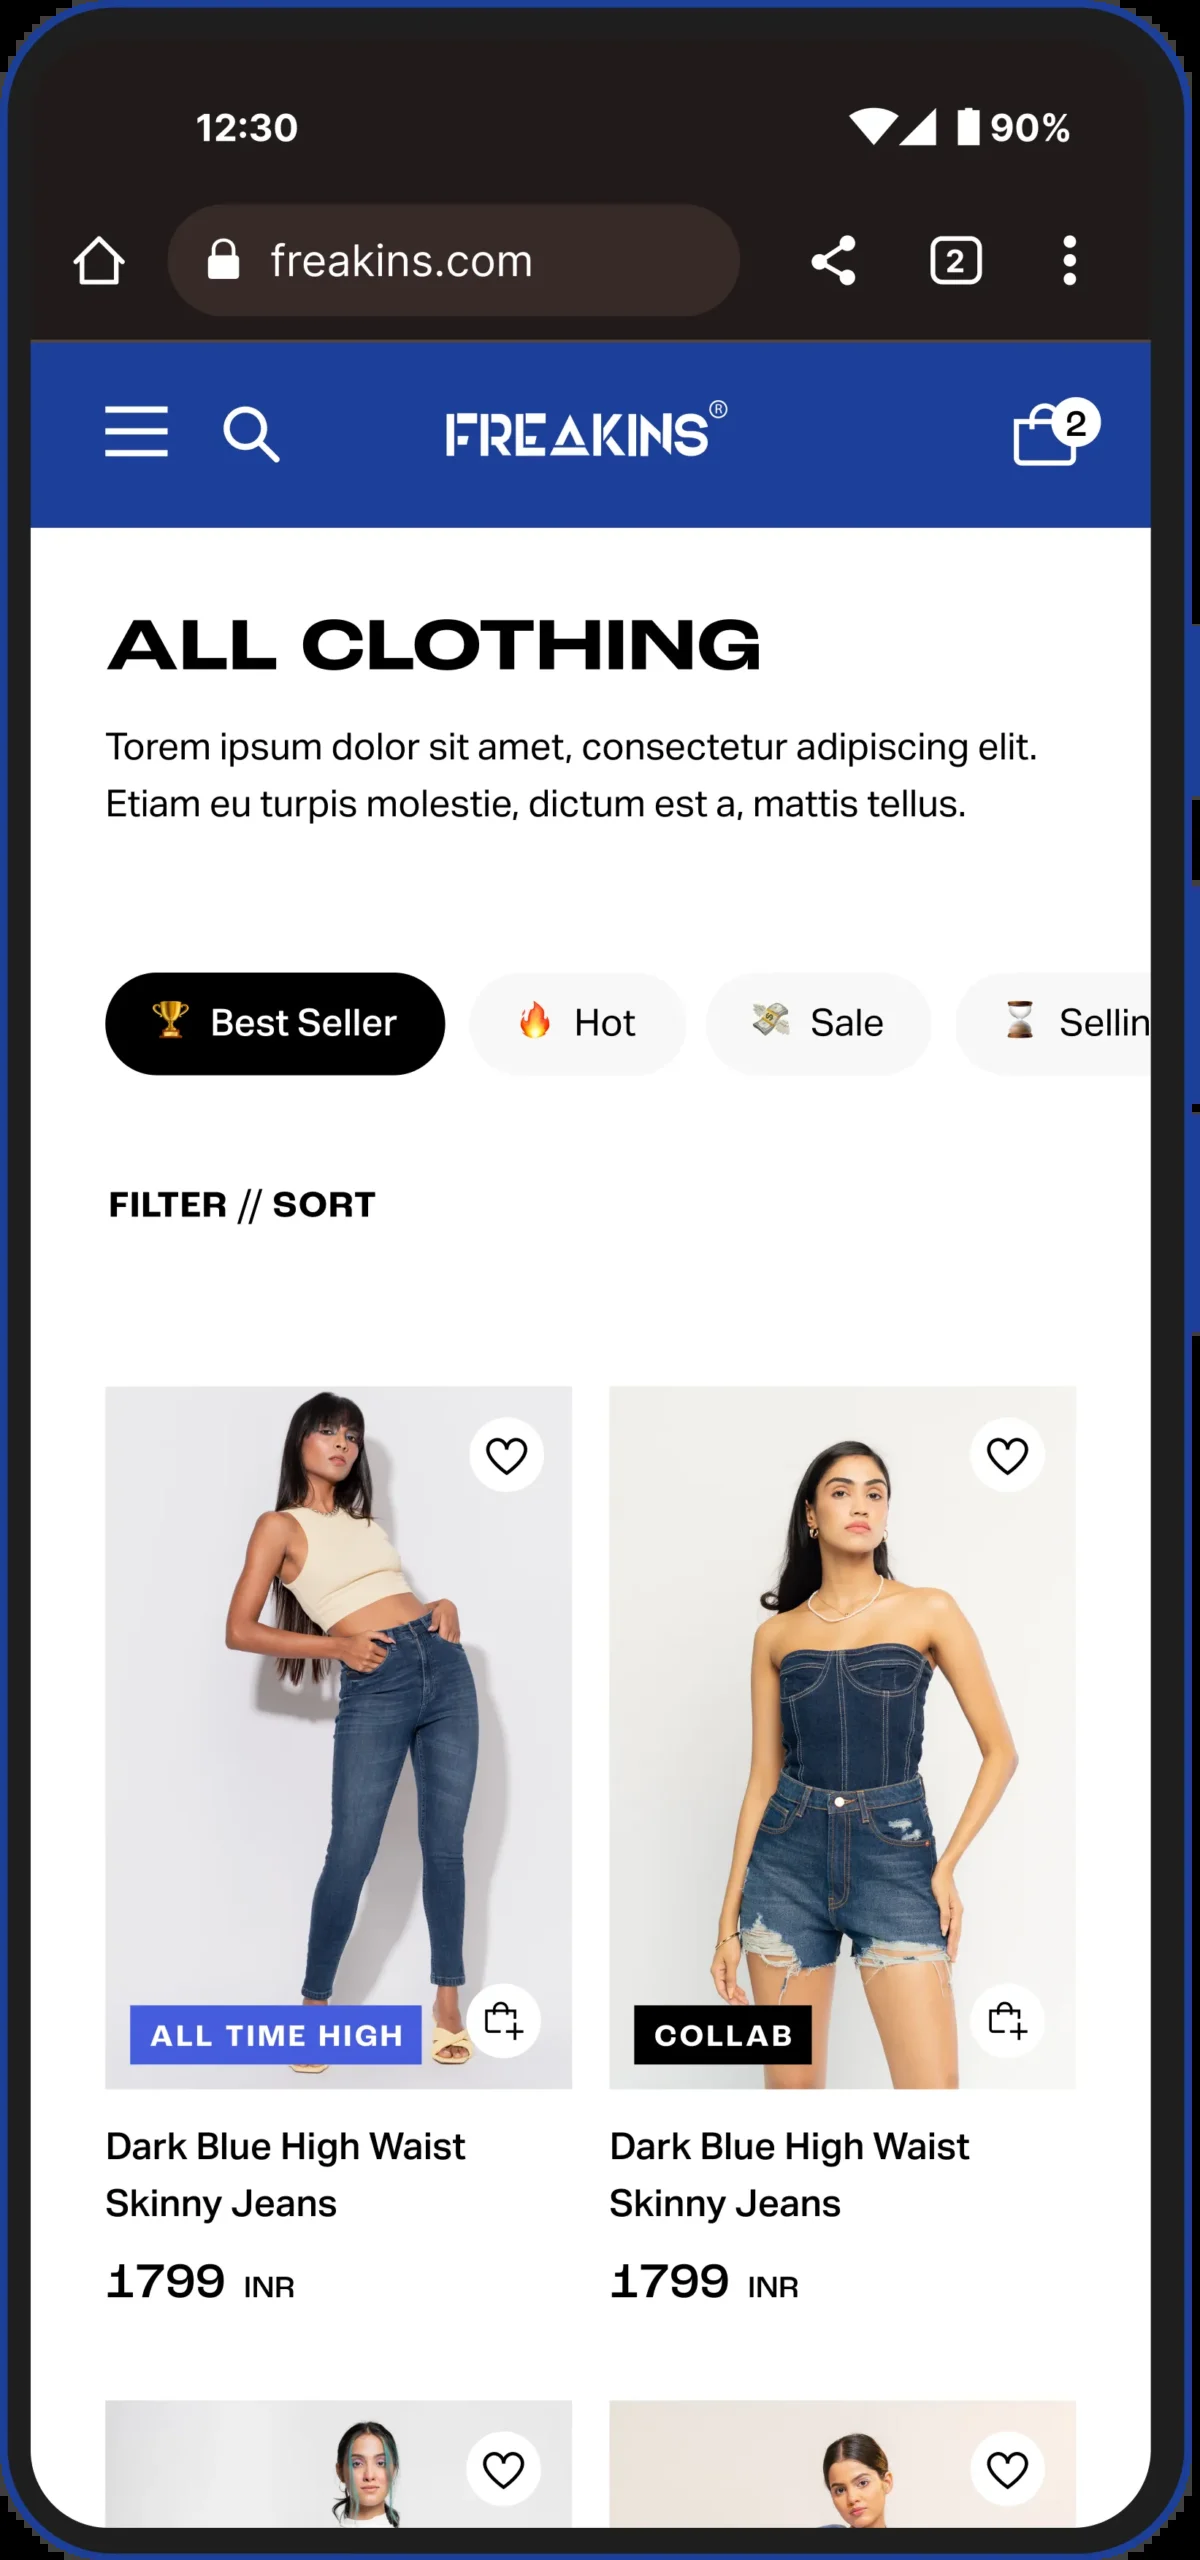 12:30 90%
freakins.com 2
FREAKINS® 2
ALL CLOTHING
Torem ipsum dolor sit amet, consectetur adipiscing elit.
Etiam eu turpis molestie, dictum est a, mattis tellus.
Best Seller Hot Sale Sellin
FILTER // SORT
ALL TIME HIGH
COLLAB
Dark Blue High Waist
Skinny Jeans
1799 INR
Dark Blue High Waist
Skinny Jeans
1799 INR